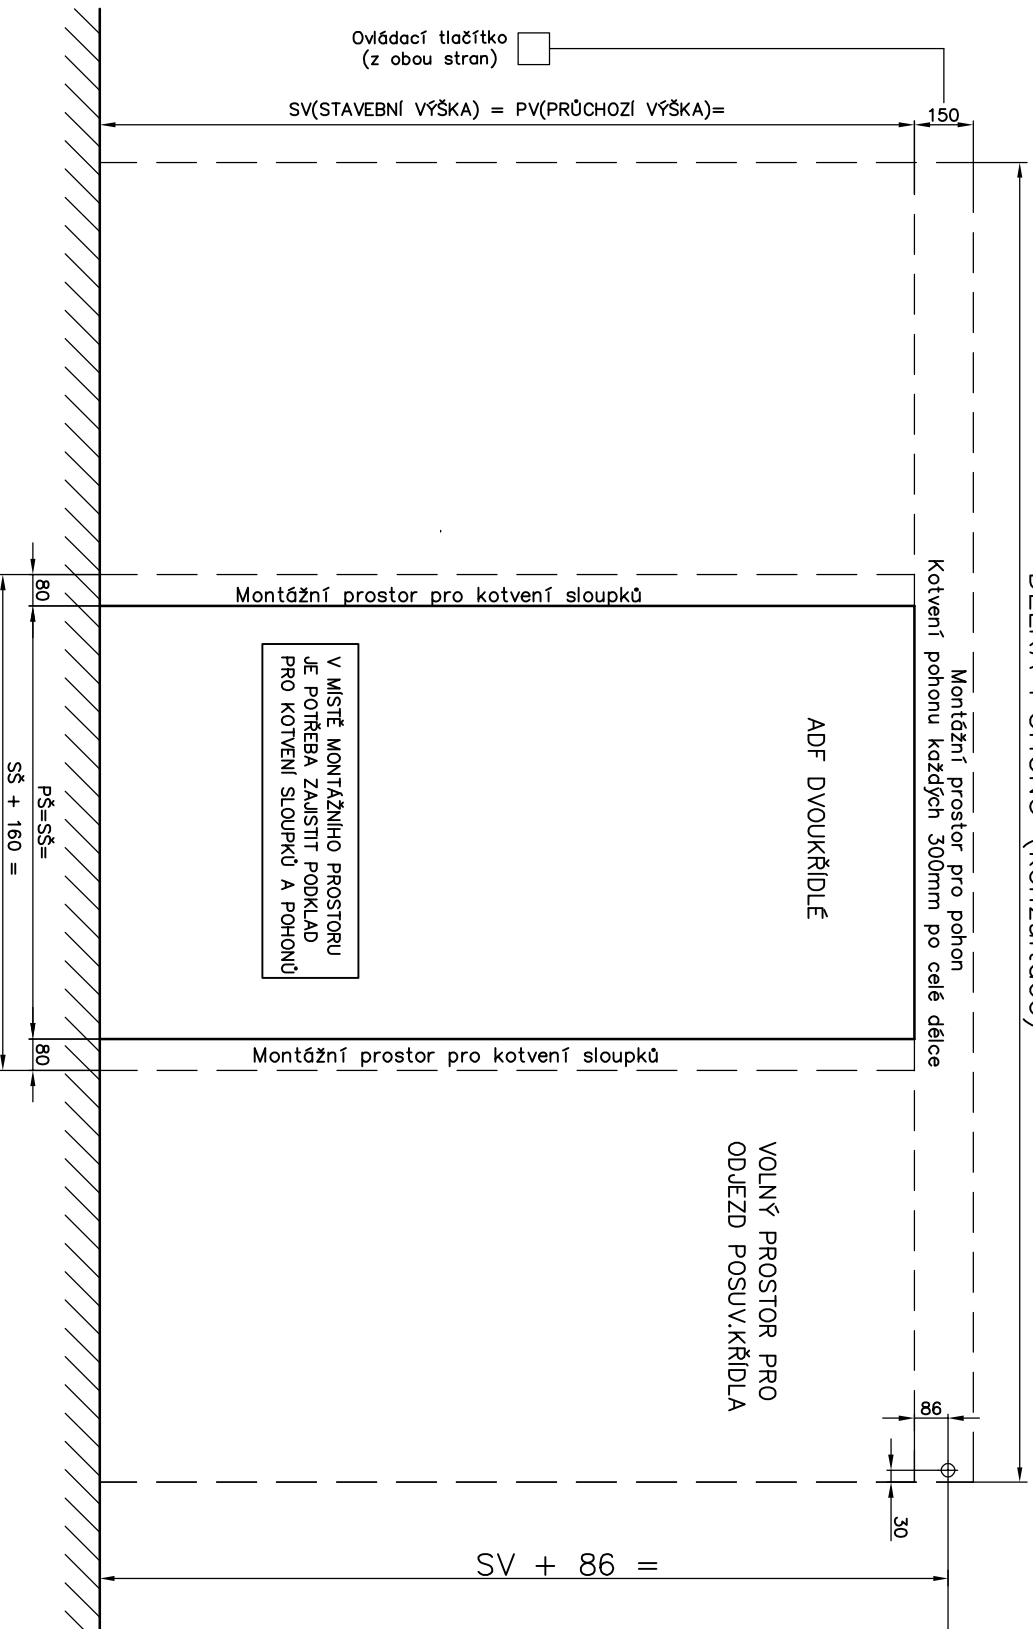 Ovládací tlačítko
(z obou stran)
SV(STAVEBNÍ VÝŠKA) = PV(PRŮCHOZÍ VÝŠKA)=
150
Montážní prostor pro pohon
Kotvení pohonu každých 300mm po celé délce
Montážní prostor pro kotvení sloupků
ADF DVOUKŘÍDLÉ
V MÍSTĚ MONTÁŽNÍHO PROSTORU
JE POTŘEBA ZAJISTIT PODKLAD
PRO KOTVENÍ SLOUPKŮ A POHONŮ
80
PŠ=SŠ=
80
SŠ + 160 =
Montážní prostor pro kotvení sloupků
VOLNÝ PROSTOR PRO
ODJEZD POSUV.KŘÍDLA
86
30
SV + 86 =